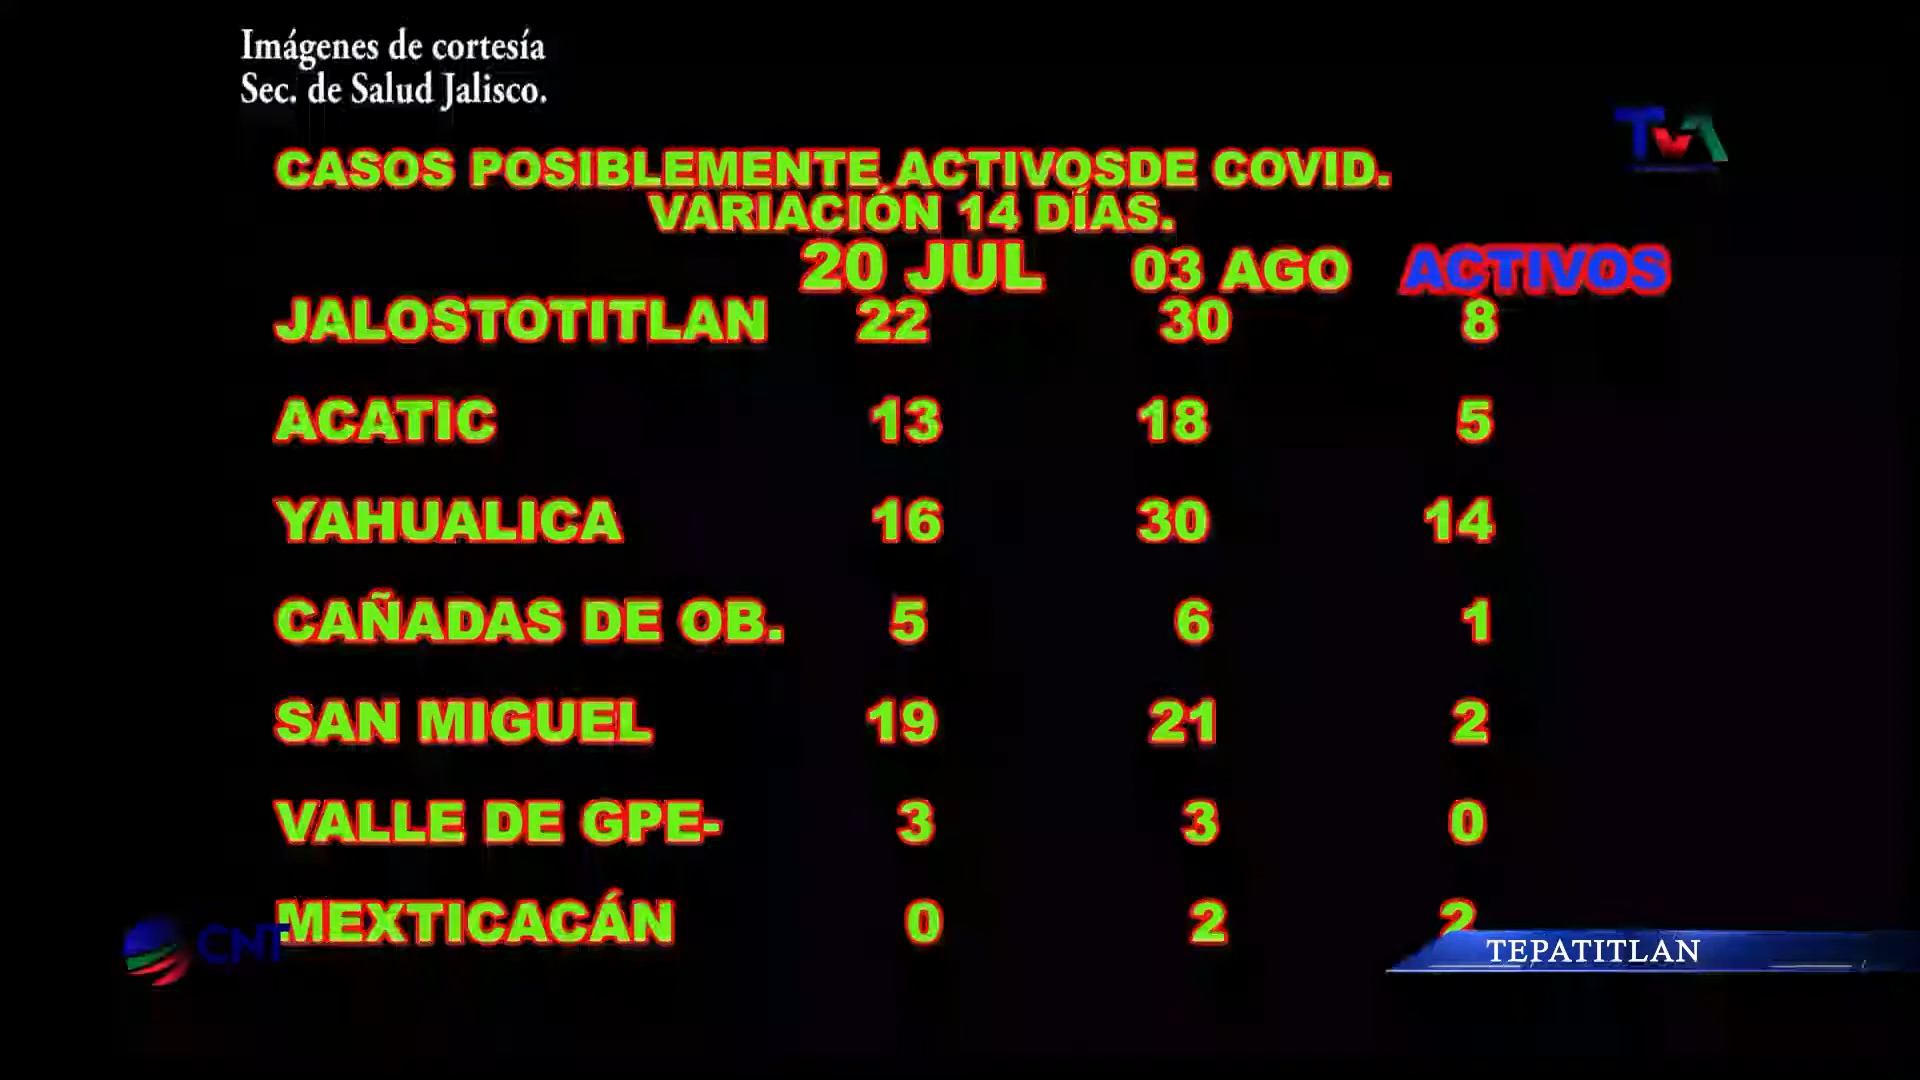 Imágenes de cortesía
Sec. de Salud Jalisco.
TVA
CASOS POSIBLEMENTE ACTIVOSDE COVID.
VARIACIÓN 14 DÍAS.
20 JUL 03 AGO ACTIVOS
JALOSTOTITLAN 22 30 8
ACATIC 13 18 5
YAHUALICA 16 30 14
CAÑADAS DE OB. 5 6 1
SAN MIGUEL 19 21 2
VALLE DE GPE- 3 3 0
MEXTICACÁN 0 2 2
CNT
TEPATITLAN